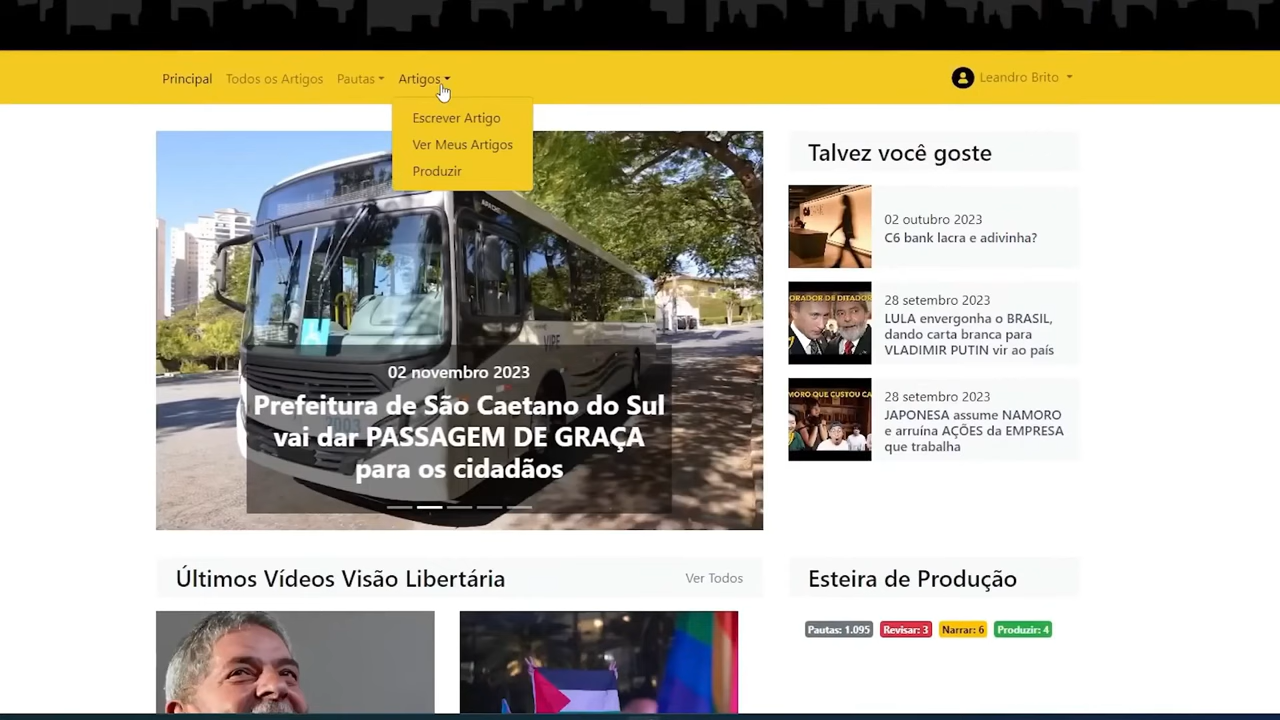 Principal
Todos os Artigos
Pautas
Artigos
Leandro Brito
Escrever Artigo
Ver Meus Artigos
Produzir
02 novembro 2023
Prefeitura de São Caetano do Sul
vai dar PASSAGEM DE GRAÇA
para os cidadãos
Talvez você goste
02 outubro 2023
C6 bank lacra e adivinha?
28 setembro 2023
LULA envergonha o BRASIL,
dando carta branca para
VLADIMIR PUTIN vir ao país
28 setembro 2023
JAPONESA assume NAMORO
e arruína AÇÕES da EMPRESA
que trabalha
Últimos Vídeos Visão Libertária
Ver Todos
Esteira de Produção
Pautas: 1.095
Revisar: 3
Narrar: 6
Produzir: 4